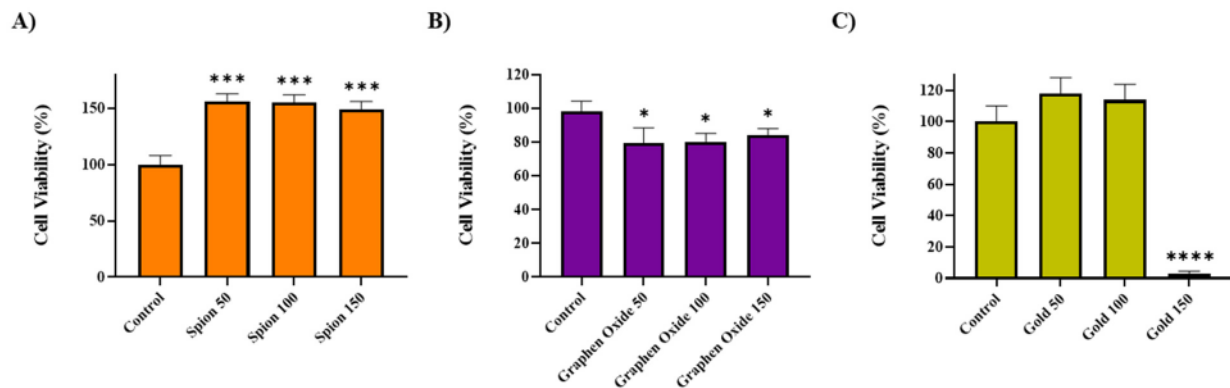 A)
Cell Viability (%)
150
100
50
0
***
***
***
Control
Spion 50
Spion 100
Spion 150
B)
Cell Viability (%)
120
100
80
60
40
20
0
*
*
*
Control
Graphen Oxide 50
Graphen Oxide 100
Graphen Oxide 150
C)
Cell Viability (%)
120
100
80
60
40
20
0
****
Control
Gold 50
Gold 100
Gold 150